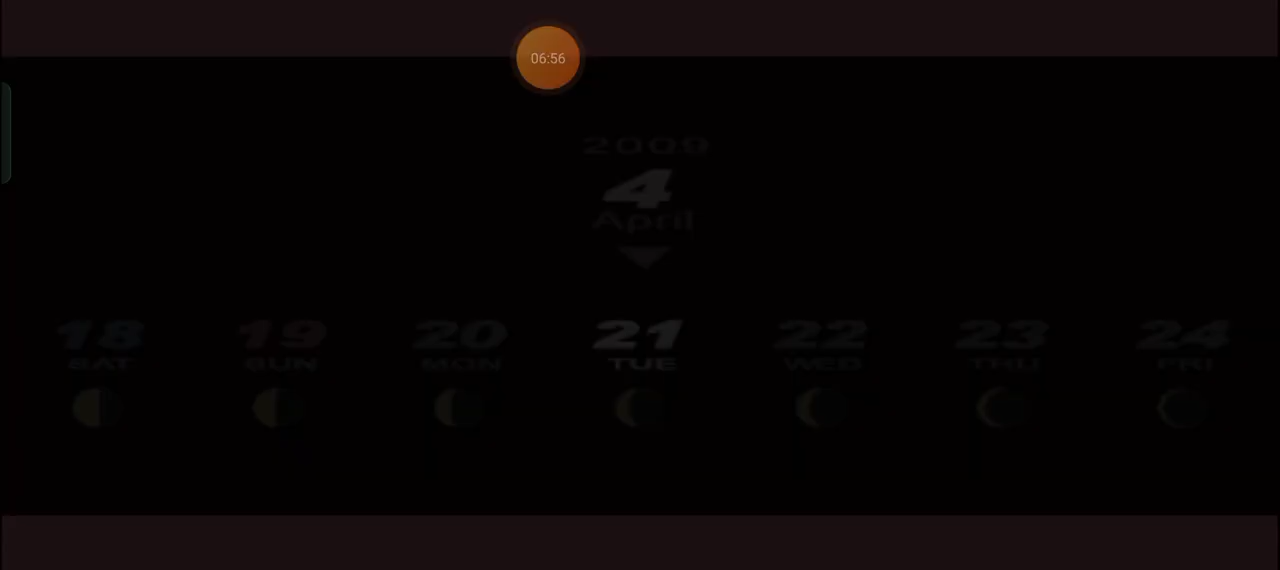 06:56
2009
4
April
18 19 20 21 22 23 24
SAT SUN MON TUE WED THU FRI